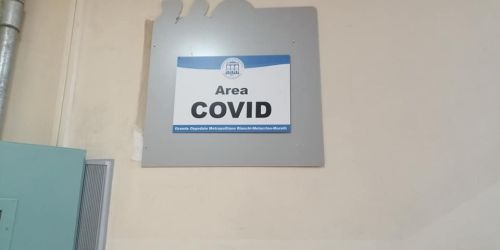 Area
COVID
Grande Ospedale Metropolitano Bianchi-Melacrino-Morelli